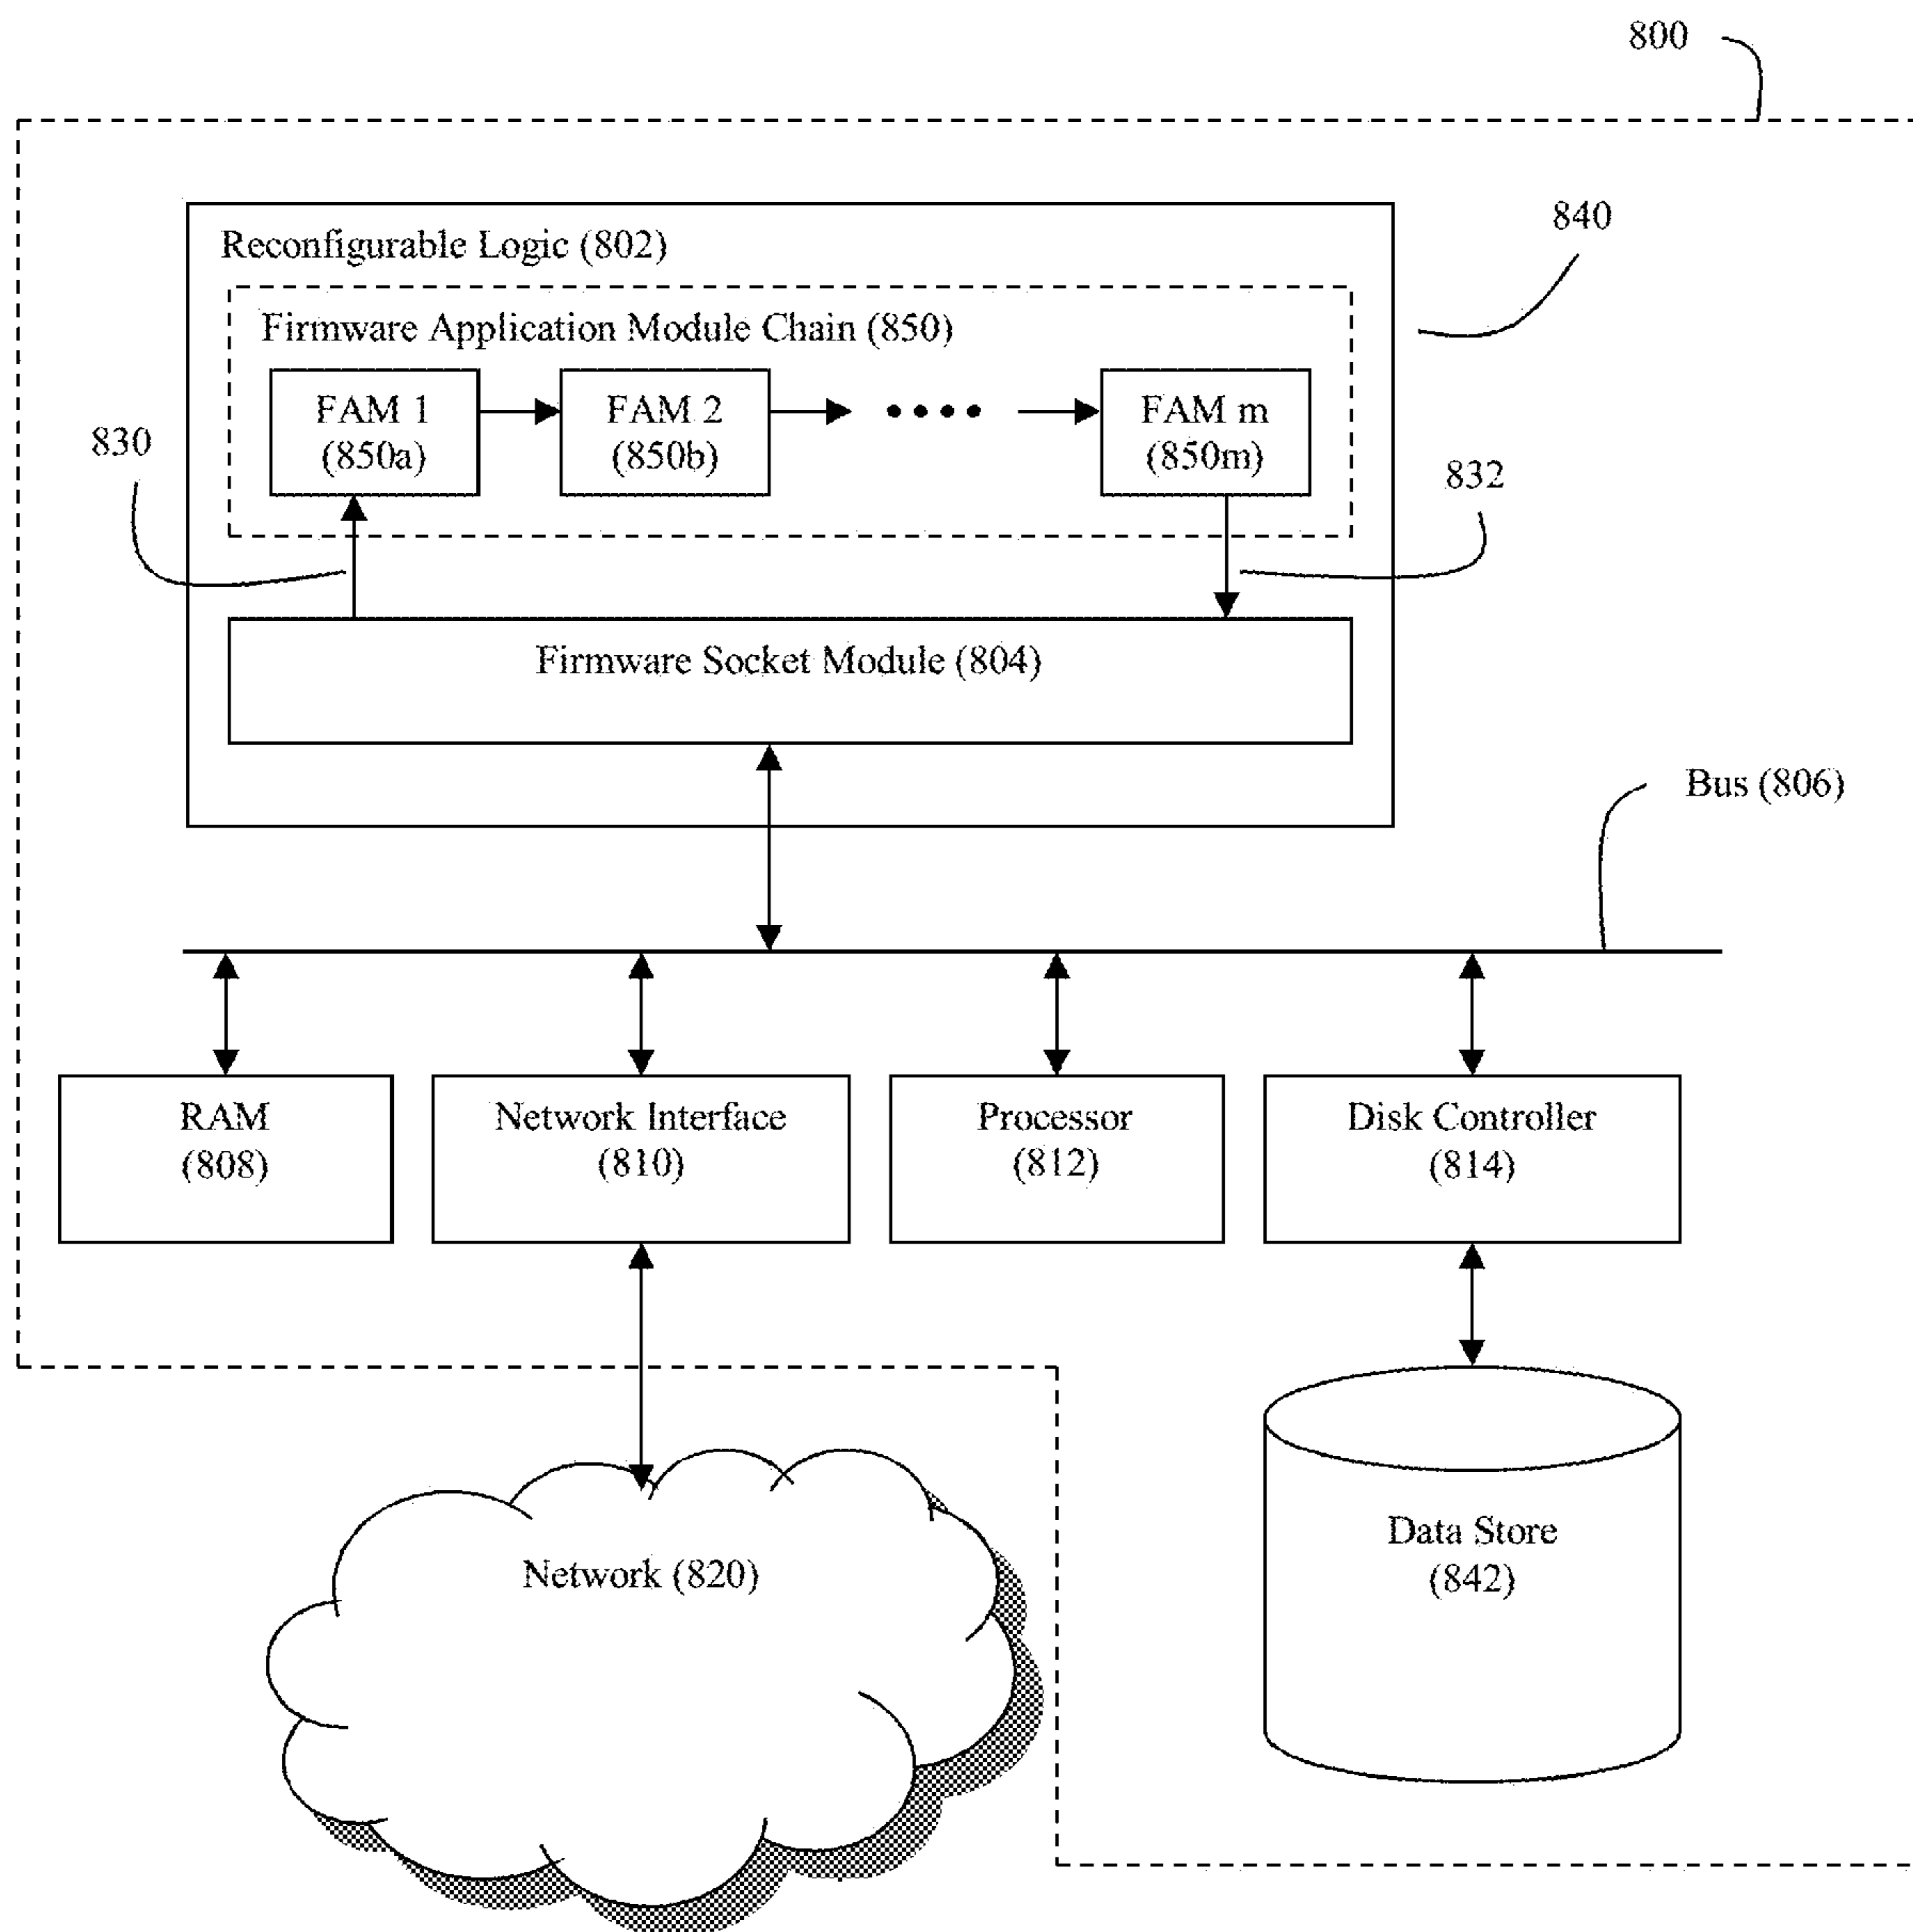 800
840
Reconfigurable Logic (802)
Firmware Application Module Chain (850)
FAM 1
(850a)
FAM 2
(850b)
••••
FAM m
(850m)
830
832
Firmware Socket Module (804)
Bus (806)
RAM
(808)
Network Interface
(810)
Processor
(812)
Disk Controller
(814)
Network (820)
Data Store
(842)